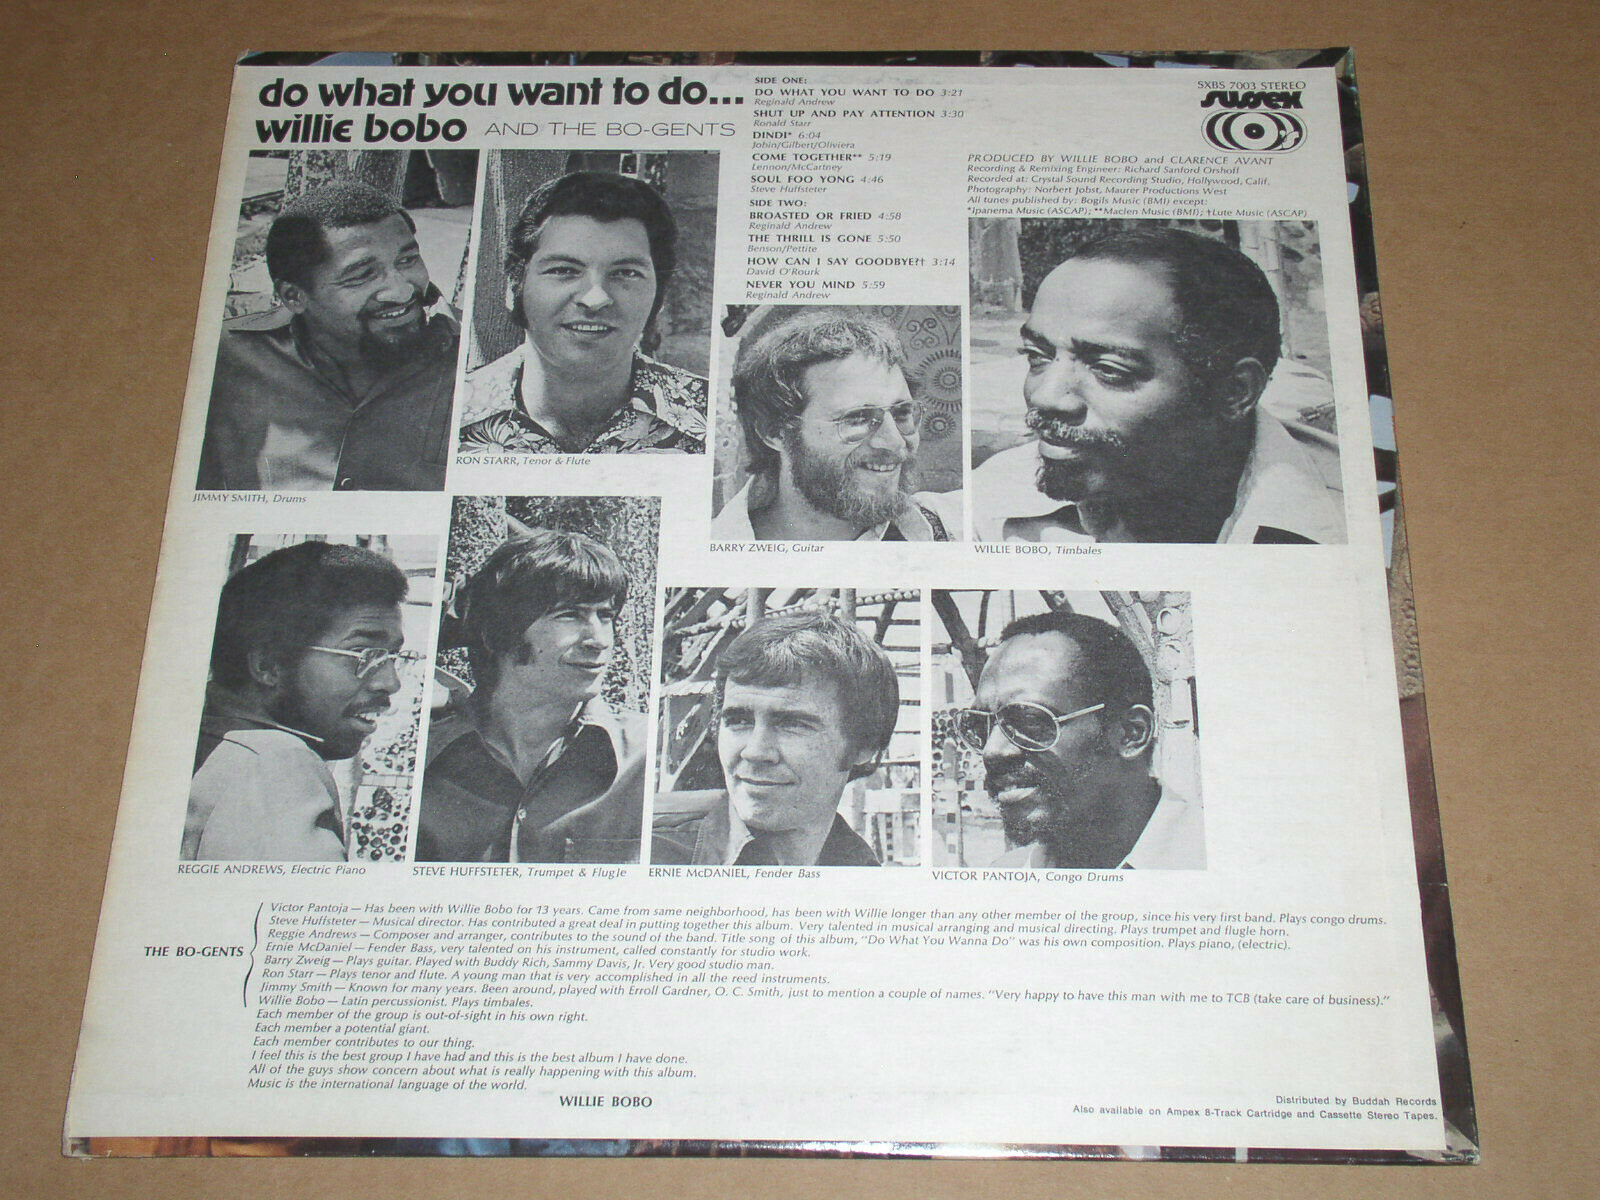 do what you want to do...
willie bobo AND THE BO-GENTS
SIDE ONE:
DO WHAT YOU WANT TO DO 3:21
Reginald Andrew
SHUT UP AND PAY ATTENTION 3:30
Ronald Starr
DINDI* 6:04
Jobin/Gilbert/Oliviera
COME TOGETHER** 5:19
Lennon/McCartney
SOUL FOO YONG 4:46
Steve Huffsteter
SIDE TWO:
BROASTED OR FRIED 4:58
Reginald Andrew
THE THRILL IS GONE 5:50
Benson/Pettite
HOW CAN I SAY GOODBYE?† 3:14
David O'Rourk
NEVER YOU MIND 5:59
Reginald Andrew
SXBS 7003 STEREO
sussex
PRODUCED BY WILLIE BOBO and CLARENCE AVANT
Recording & Remixing Engineer: Richard Sanford Orshoff
Recorded at: Crystal Sound Recording Studio, Hollywood, Calif.
Photography: Norbert Jobst, Maurer Productions West
All tunes published by: Bogils Music (BMI) except:
*Ipanema Music (ASCAP); **Maclen Music (BMI); †Lute Music (ASCAP)
JIMMY SMITH, Drums
RON STARR, Tenor & Flute
BARRY ZWEIG, Guitar
WILLIE BOBO, Timbales
REGGIE ANDREWS, Electric Piano
STEVE HUFFSTETER, Trumpet & Flugle
ERNIE McDANIEL, Fender Bass
VICTOR PANTOJA, Congo Drums
THE BO-GENTS
Victor Pantoja — Has been with Willie Bobo for 13 years. Came from same neighborhood, has been with Willie longer than any other member of the group, since his very first band. Plays congo drums.
Steve Huffsteter — Musical director. Has contributed a great deal in putting together this album. Very talented in musical arranging and musical directing. Plays trumpet and flugle horn.
Reggie Andrews — Composer and arranger, contributes to the sound of the band. Title song of this album, "Do What You Wanna Do" was his own composition. Plays piano, (electric).
Ernie McDaniel — Fender Bass, very talented on his instrument, called constantly for studio work.
Barry Zweig — Plays guitar. Played with Buddy Rich, Sammy Davis, Jr. Very good studio man.
Ron Starr — Plays tenor and flute. A young man that is very accomplished in all the reed instruments.
Jimmy Smith — Known for many years. Been around, played with Erroll Gardner, O. C. Smith, just to mention a couple of names. "Very happy to have this man with me to TCB (take care of business)."
Willie Bobo — Latin percussionist. Plays timbales.
Each member of the group is out-of-sight in his own right.
Each member a potential giant.
Each member contributes to our thing.
I feel this is the best group I have had and this is the best album I have done.
All of the guys show concern about what is really happening with this album.
Music is the international language of the world.
WILLIE BOBO
Distributed by Buddah Records
Also available on Ampex 8-Track Cartridge and Cassette Stereo Tapes.